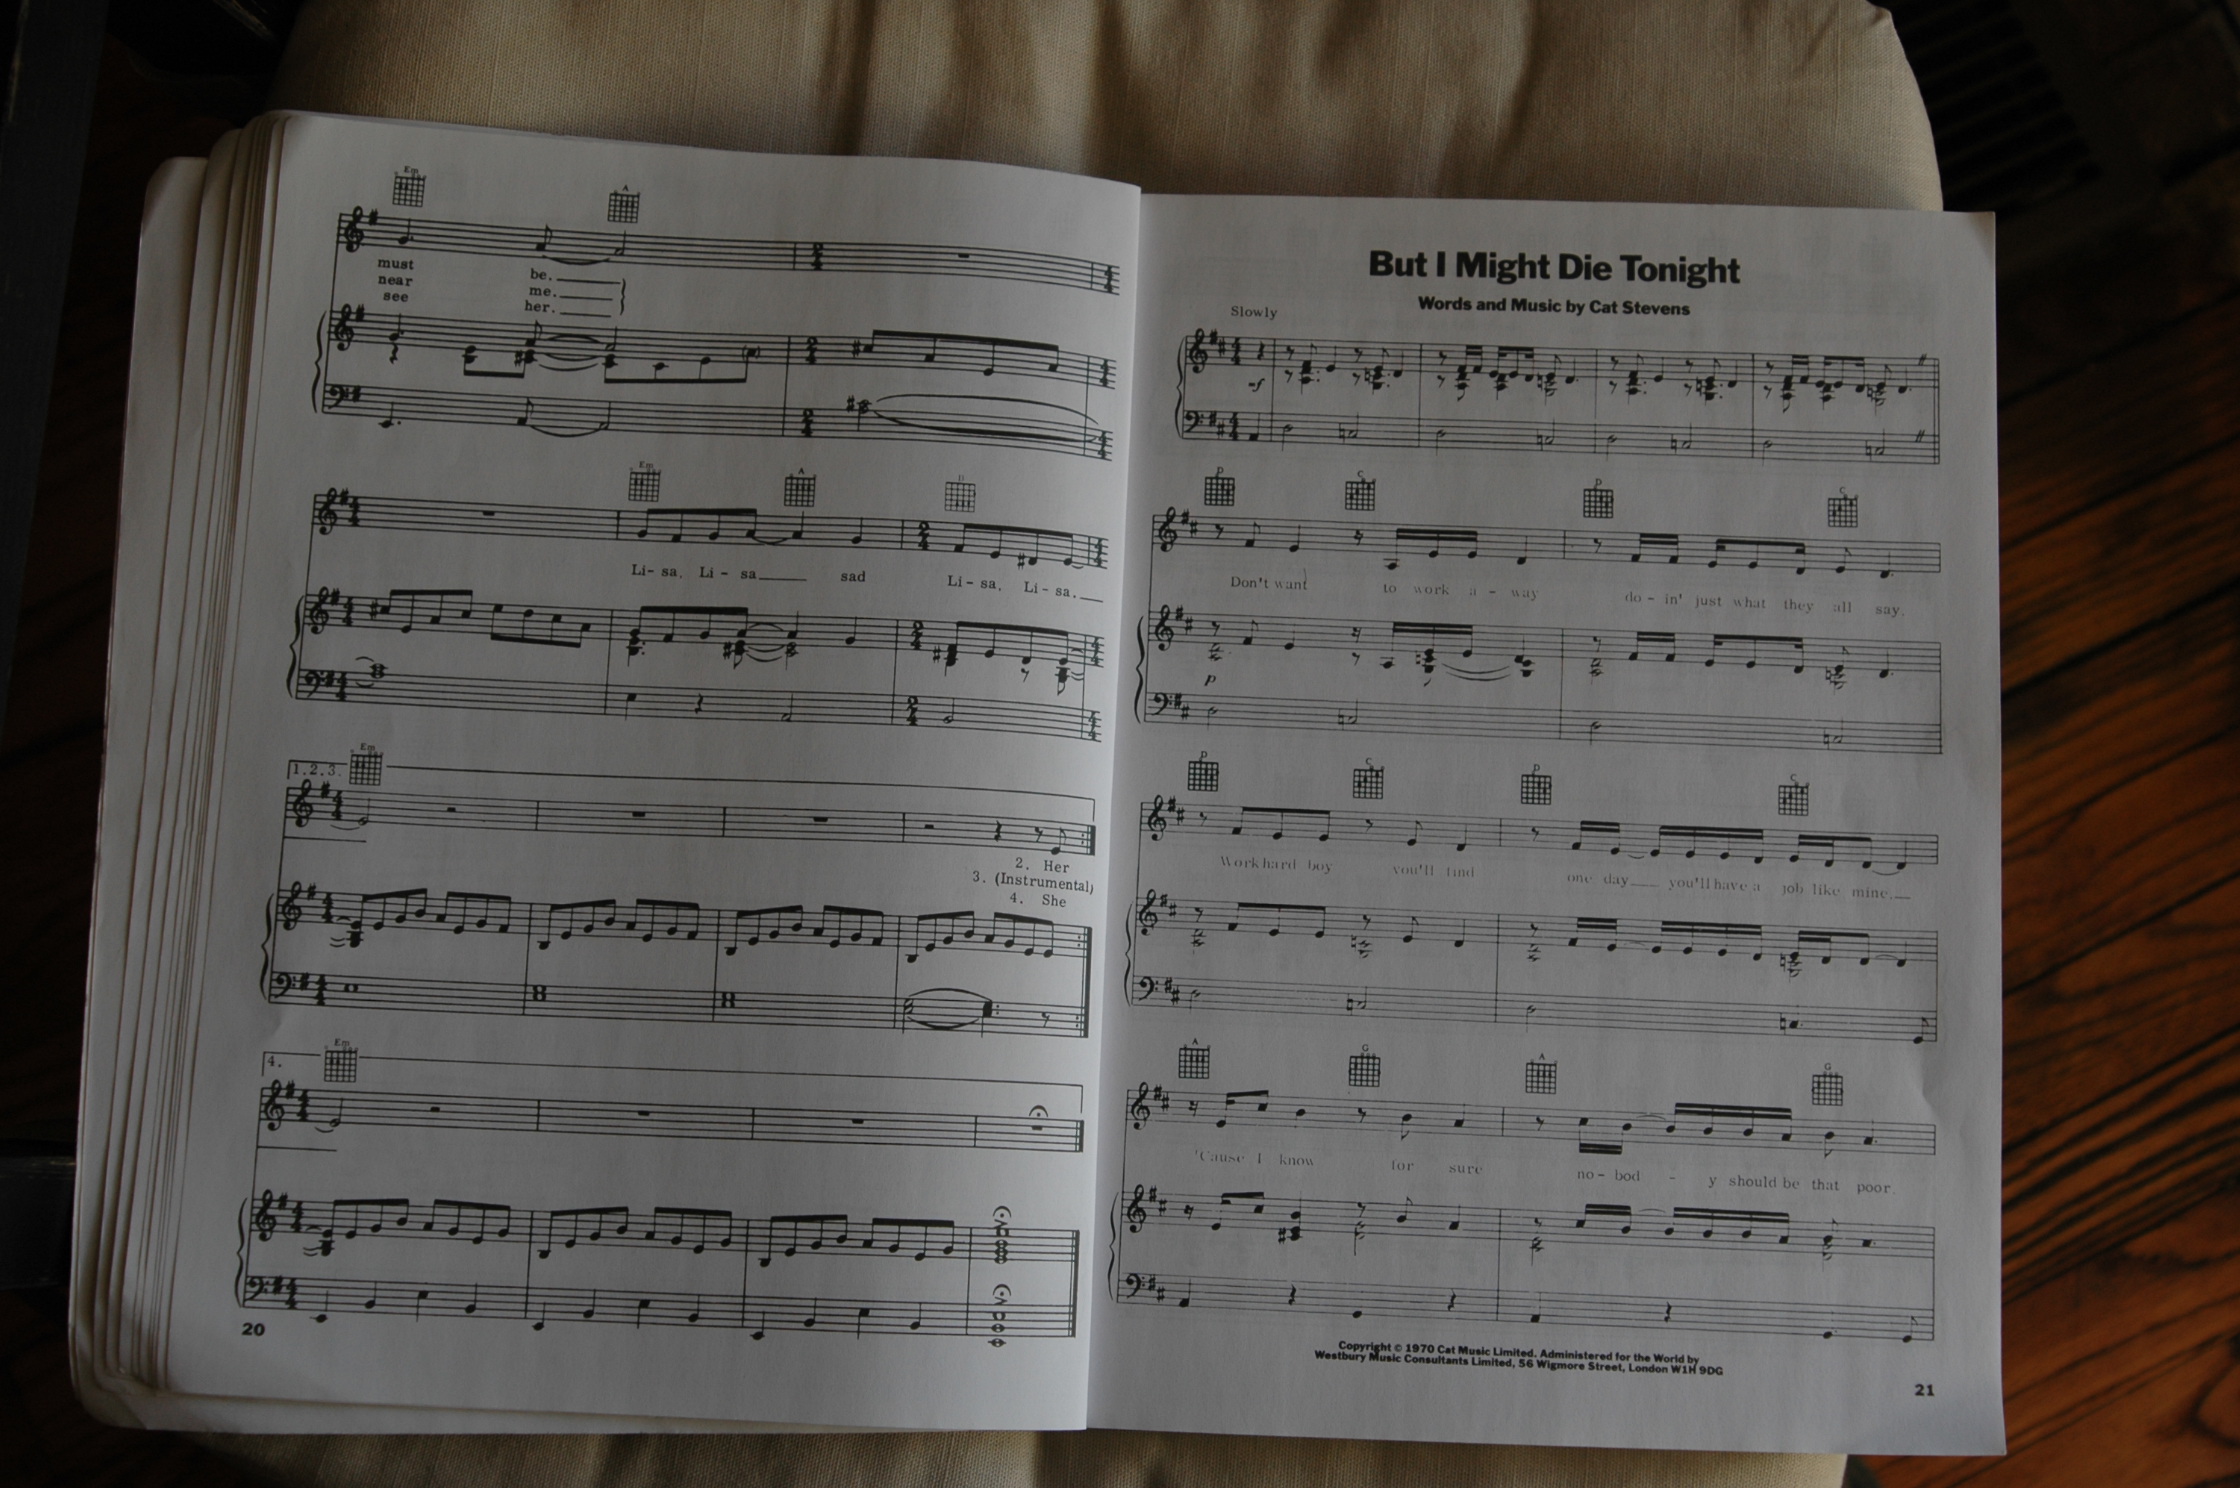 Em A
must be.
near me.
see her.
Em A D
Li- sa, Li - sa sad Li - sa, Li - sa.
1.2.3. Em
2. Her
3. (Instrumental)
4. She
4. Em
20
But I Might Die Tonight
Words and Music by Cat Stevens
Slowly
mf
D C D C
Don't want to work a - way do - in' just what they all say.
p
D C D C
Work hard boy you'll find one day you'll have a job like mine.
A G A G
'Cause I know for sure no - bod - y should be that poor.
Copyright © 1970 Cat Music Limited. Administered for the World by
Westbury Music Consultants Limited, 56 Wigmore Street, London W1H 9DG
21